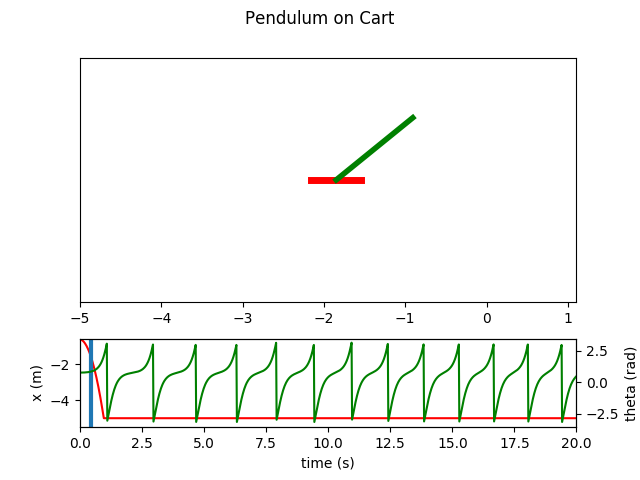 Pendulum on Cart
−5 −4 −3 −2 −1 0 1
−2
−4
x (m)
2.5
0.0
−2.5
theta (rad)
0.0 2.5 5.0 7.5 10.0 12.5 15.0 17.5 20.0
time (s)